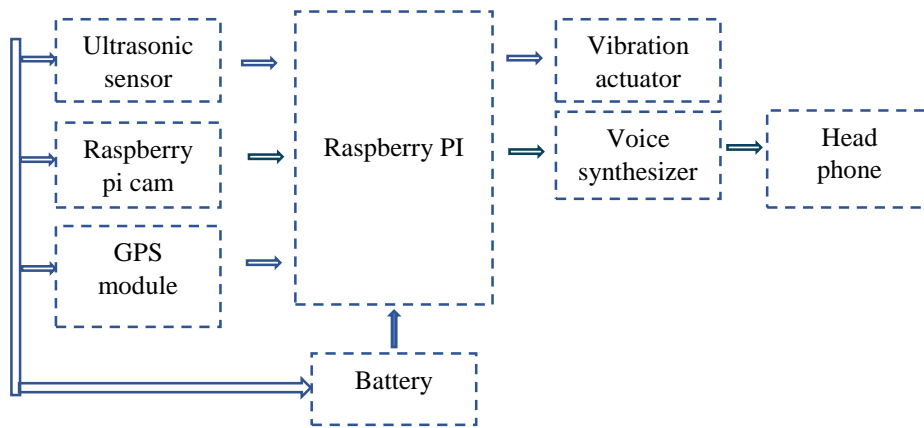 Ultrasonic
sensor
Raspberry
pi cam
GPS
module
Raspberry PI
Battery
Vibration
actuator
Voice
synthesizer
Head
phone